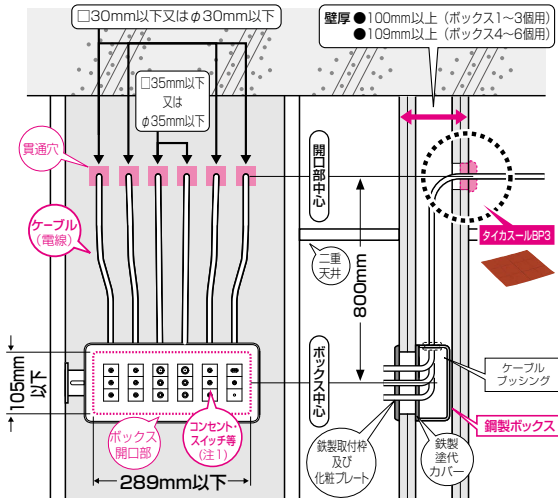 □30mm以下又はφ30mm以下
壁厚 ●100mm以上（ボックス1～3個用）
●109mm以上（ボックス4～6個用）
□35mm以下
又は
φ35mm以下
貫通穴
開口部中心
ケーブル
（電線）
タイカスールBP3
二重
天井
800mm
105mm
以下
ボックス中心
ケーブル
ブッシング
ボックス
開口部
コンセント・
スイッチ等
（注1）
鋼製ボックス
鉄製取付枠
及び
化粧プレート
鉄製
塗代
カバー
289mm以下